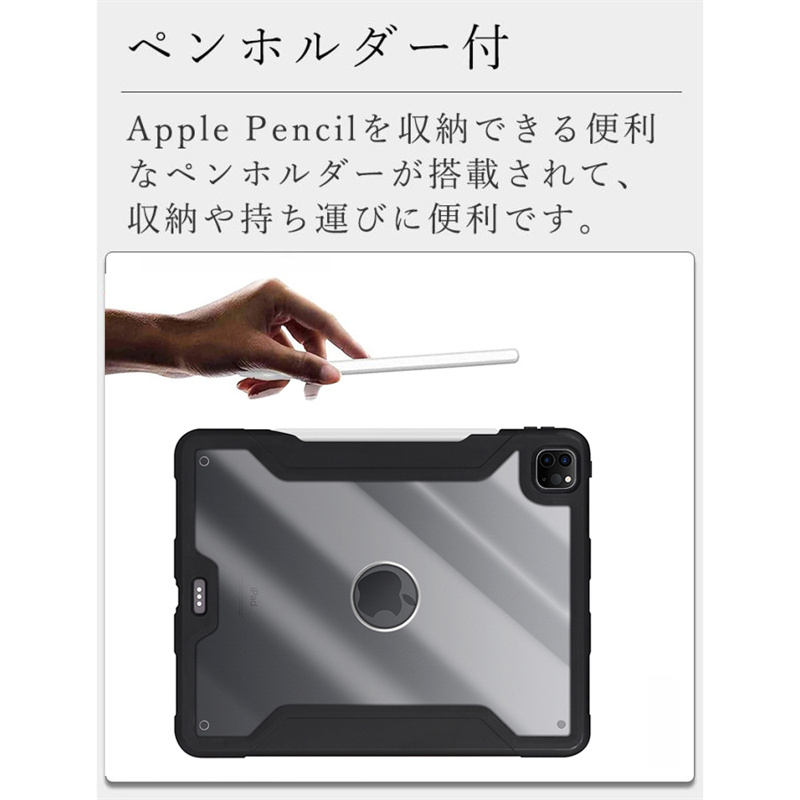 ペンホルダー付
Apple Pencilを収納できる便利
なペンホルダーが搭載されて、
収納や持ち運びに便利です。
iPad